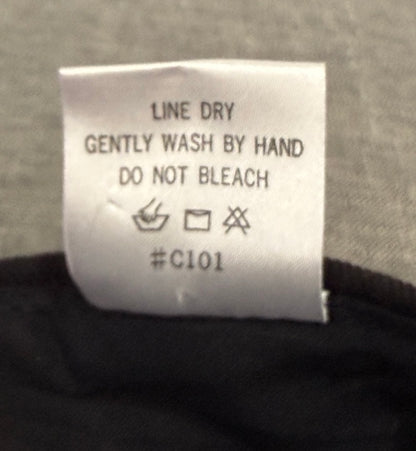 LINE DRY
GENTLY WASH BY HAND
DO NOT BLEACH
#C101